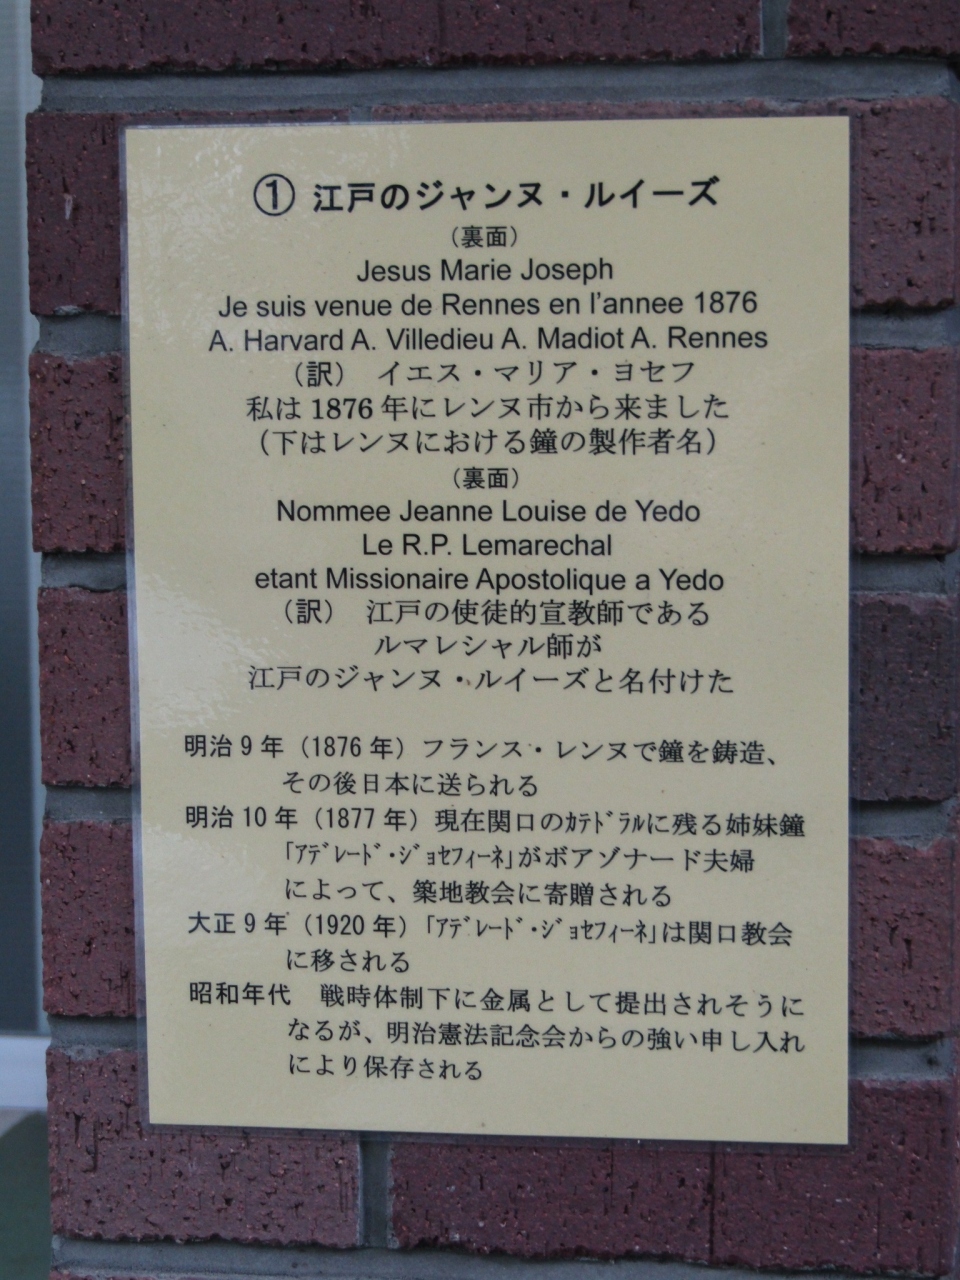 ① 江戸のジャンヌ・ルイーズ
（裏面）
Jesus Marie Joseph
Je suis venue de Rennes en l'annee 1876
A. Harvard A. Villedieu A. Madiot A. Rennes
（訳）　イエス・マリア・ヨセフ
私は 1876 年にレンヌ市から来ました
（下はレンヌにおける鐘の製作者名）
（裏面）
Nommee Jeanne Louise de Yedo
Le R.P. Lemarechal
etant Missionaire Apostolique a Yedo
（訳）　江戸の使徒的宣教師である
ルマレシャル師が
江戸のジャンヌ・ルイーズと名付けた
明治 9 年（1876 年）フランス・レンヌで鐘を鋳造、
その後日本に送られる
明治 10 年（1877 年）現在関口のｶﾃﾄﾞﾗﾙに残る姉妹鐘
｢ｱﾃﾞﾚｰﾄﾞ･ｼﾞｮｾﾌｨｰﾈ｣がボアゾナード夫婦
によって、築地教会に寄贈される
大正 9 年（1920 年）｢ｱﾃﾞﾚｰﾄﾞ･ｼﾞｮｾﾌｨｰﾈ｣は関口教会
に移される
昭和年代　戦時体制下に金属として提出されそうに
なるが、明治憲法記念会からの強い申し入れ
により保存される